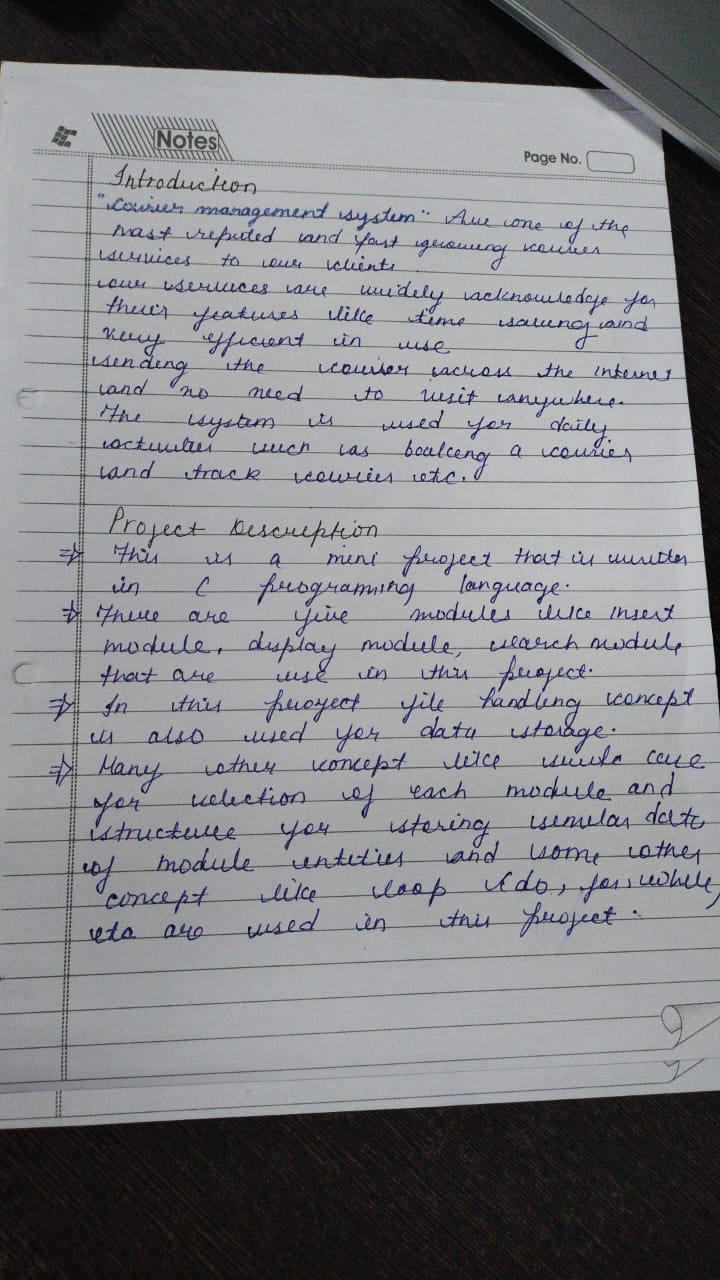 Notes
Page No.
Introduction
"Courier management system" Are one of the
most reputed and fast growing courier
services to our clients.
our services are widely acknowledge for
their features like time saving and
very efficient in use
sending the courier across the internet
and no need to visit anywhere.
The system is used for daily
activities such as booking a courier
and track couries etc.
Project Description
⇒ This is a mini project that is written
in C programing language.
⇒ There are five modules like insert
module, display module, search module
that are use in this project.
⇒ In this project file handling concept
is also used for data storage.
⇒ Many other concept like switch case
for selection of each module and
structure for storing similar data
of module entities and some other
concept like loop (do, for, while,
etc are used in this project.